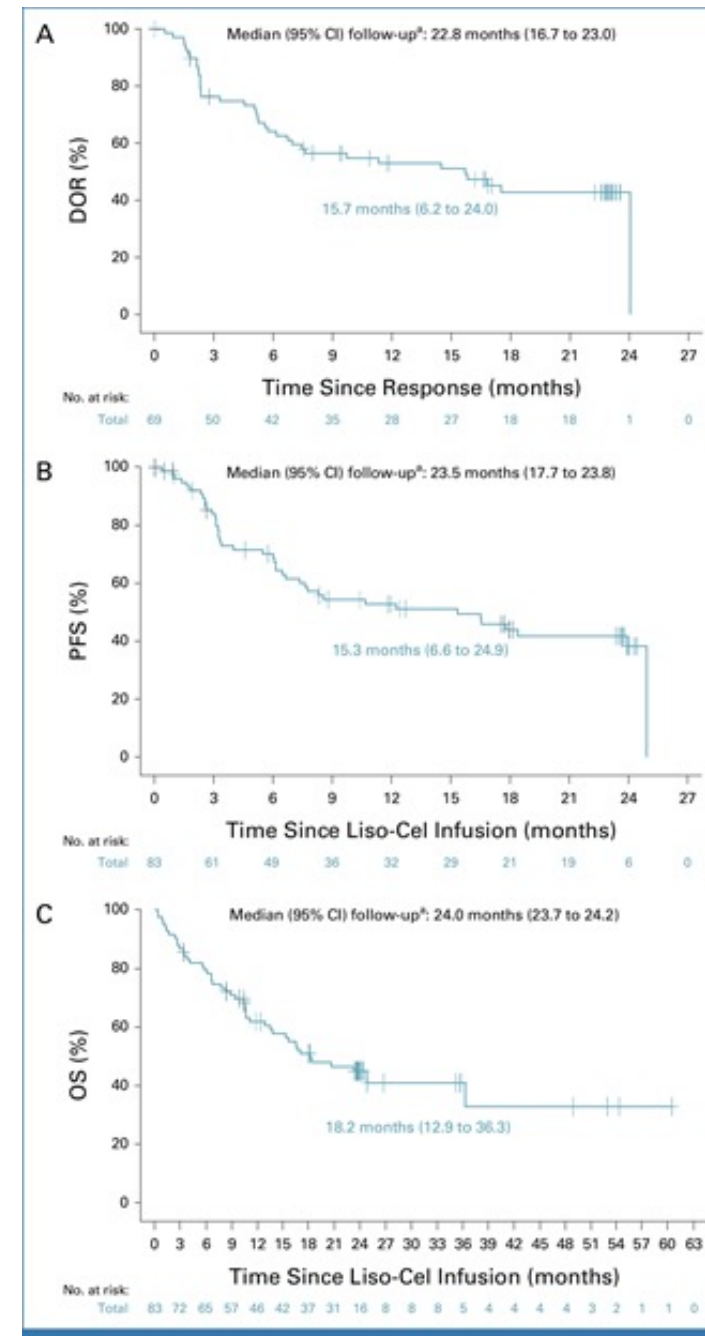 A
Median (95% CI) follow-upª: 22.8 months (16.7 to 23.0)
100
80
60
40
20
0
DOR (%)
15.7 months (6.2 to 24.0)
0 3 6 9 12 15 18 21 24 27
Time Since Response (months)
No. at risk:
Total 69 50 42 35 28 27 18 18 1 0
B
Median (95% CI) follow-upª: 23.5 months (17.7 to 23.8)
100
80
60
40
20
0
PFS (%)
15.3 months (6.6 to 24.9)
0 3 6 9 12 15 18 21 24 27
Time Since Liso-Cel Infusion (months)
No. at risk:
Total 83 61 49 36 32 29 21 19 6 0
C
Median (95% CI) follow-upª: 24.0 months (23.7 to 24.2)
100
80
60
40
20
0
OS (%)
18.2 months (12.9 to 36.3)
0 3 6 9 12 15 18 21 24 27 30 33 36 39 42 45 48 51 54 57 60 63
Time Since Liso-Cel Infusion (months)
No. at risk:
Total 83 72 65 57 46 42 37 31 16 8 8 8 5 4 4 4 4 3 2 1 1 0